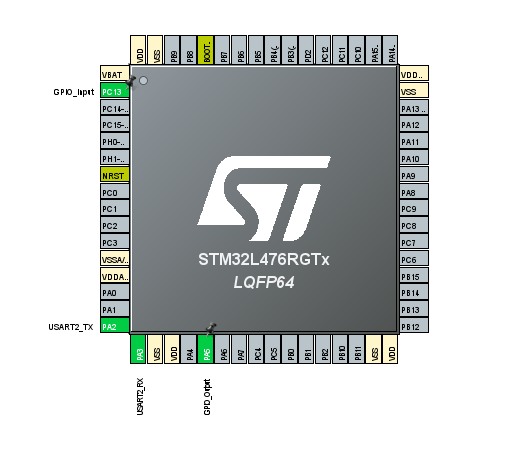 VDD
VSS
PB9
PB8
BOOT..
PB7
PB6
PB5
PB4(..
PB3(..
PD2
PC12
PC11
PC10
PA15..
PA14..
VBAT
GPIO_Input PC13
PC14-..
PC15-..
PH0-..
PH1-..
NRST
PC0
PC1
PC2
PC3
VSSA/..
VDDA..
PA0
PA1
USART2_TX PA2
ST
STM32L476RGTx
LQFP64
VDD..
VSS
PA13..
PA12
PA11
PA10
PA9
PA8
PC9
PC8
PC7
PC6
PB15
PB14
PB13
PB12
PA3
VSS
VDD
PA4
PA5
PA6
PA7
PC4
PC5
PB0
PB1
PB2
PB10
PB11
VSS
VDD
USART2_RX
GPIO_Output